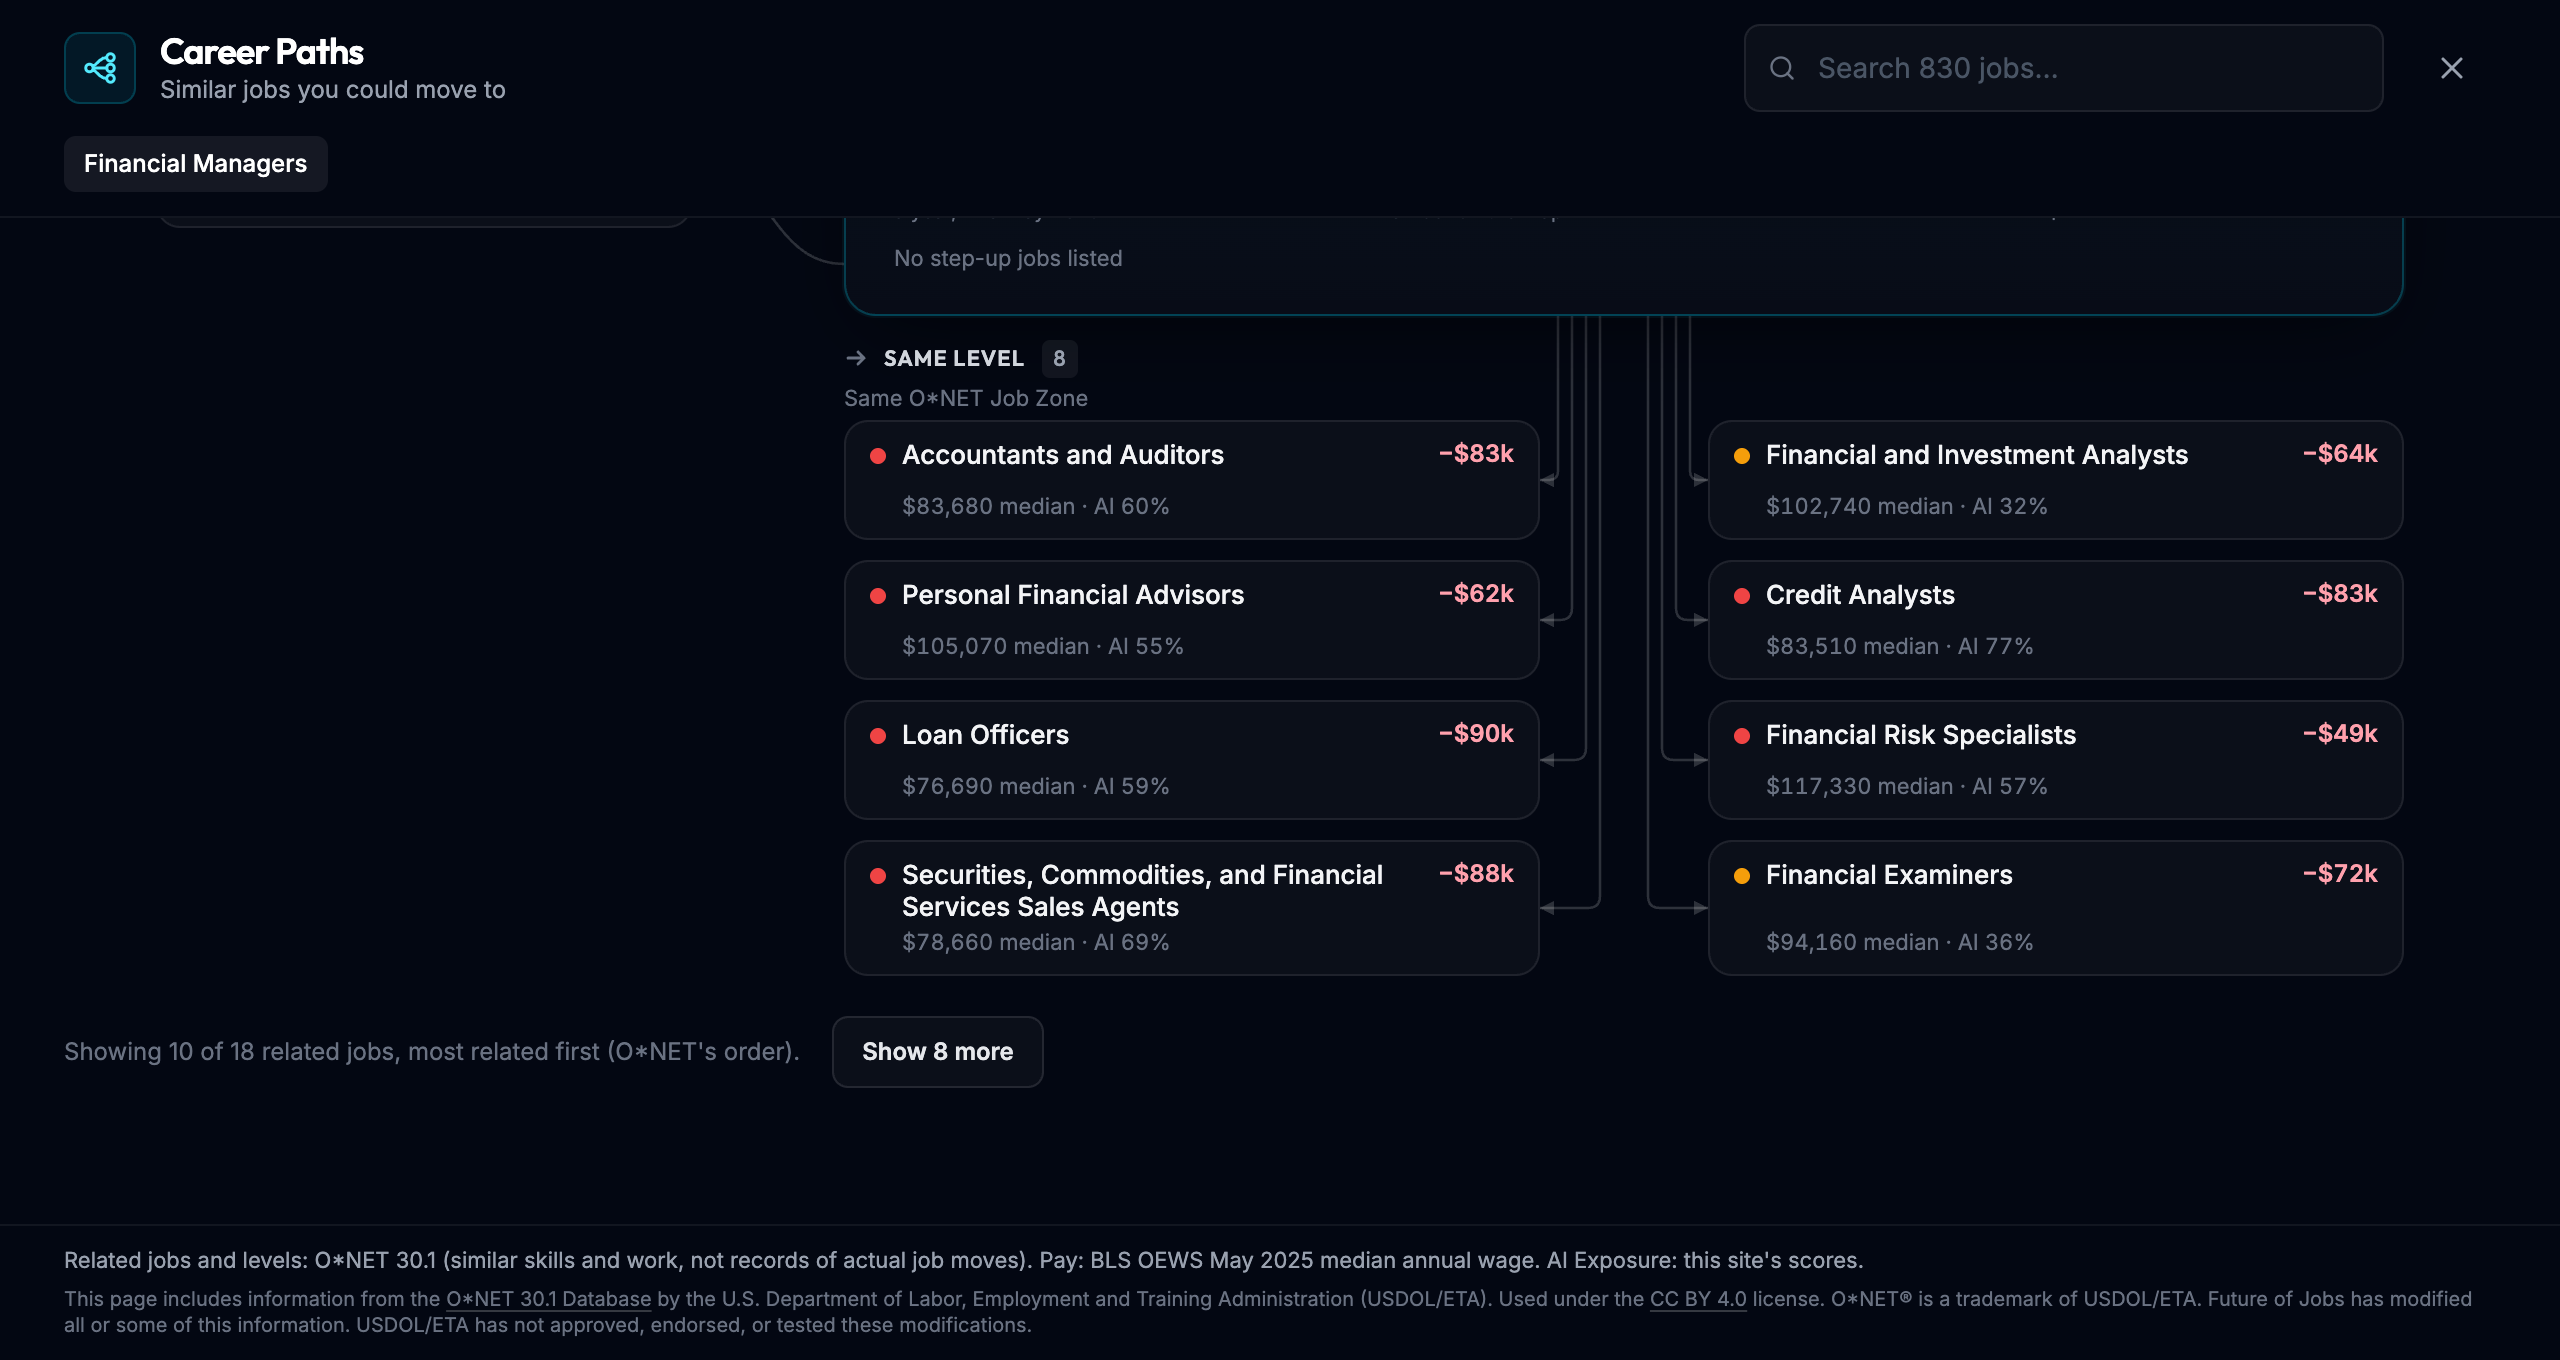 Career Paths
Similar jobs you could move to
Search 830 jobs...
Financial Managers
No step-up jobs listed
→ SAME LEVEL 8
Same O*NET Job Zone
Accountants and Auditors −$83k
$83,680 median · AI 60%
Financial and Investment Analysts −$64k
$102,740 median · AI 32%
Personal Financial Advisors −$62k
$105,070 median · AI 55%
Credit Analysts −$83k
$83,510 median · AI 77%
Loan Officers −$90k
$76,690 median · AI 59%
Financial Risk Specialists −$49k
$117,330 median · AI 57%
Securities, Commodities, and Financial −$88k
Services Sales Agents
$78,660 median · AI 69%
Financial Examiners −$72k
$94,160 median · AI 36%
Showing 10 of 18 related jobs, most related first (O*NET's order).
Show 8 more
Related jobs and levels: O*NET 30.1 (similar skills and work, not records of actual job moves). Pay: BLS OEWS May 2025 median annual wage. AI Exposure: this site's scores.
This page includes information from the O*NET 30.1 Database by the U.S. Department of Labor, Employment and Training Administration (USDOL/ETA). Used under the CC BY 4.0 license. O*NET® is a trademark of USDOL/ETA. Future of Jobs has modified
all or some of this information. USDOL/ETA has not approved, endorsed, or tested these modifications.